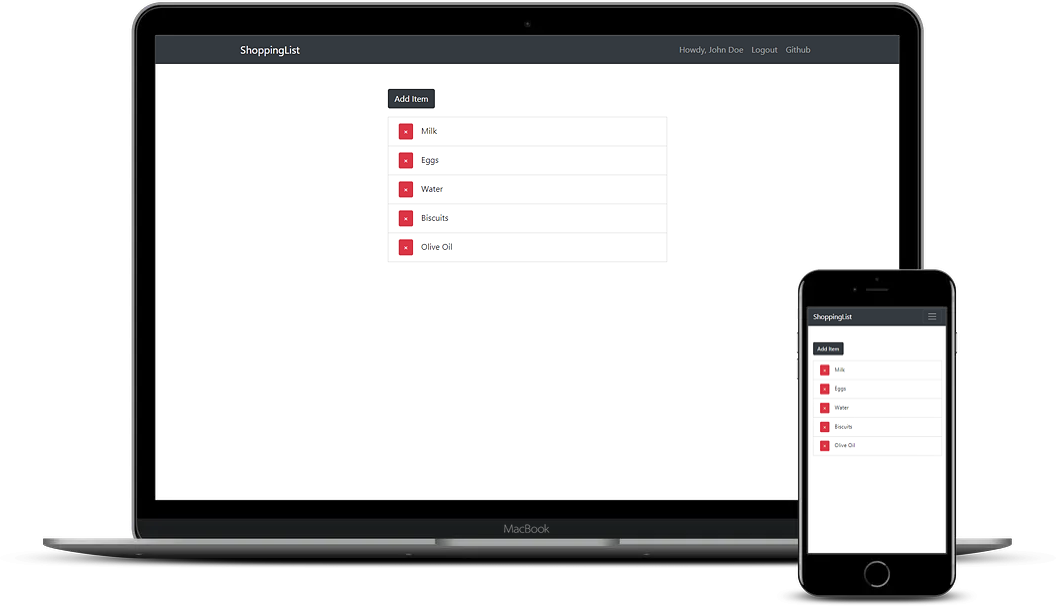 ShoppingList Howdy, John Doe Logout Github
Add Item
× Milk
× Eggs
× Water
× Biscuits
× Olive Oil
MacBook
ShoppingList
Add Item
× Milk
× Eggs
× Water
× Biscuits
× Olive Oil